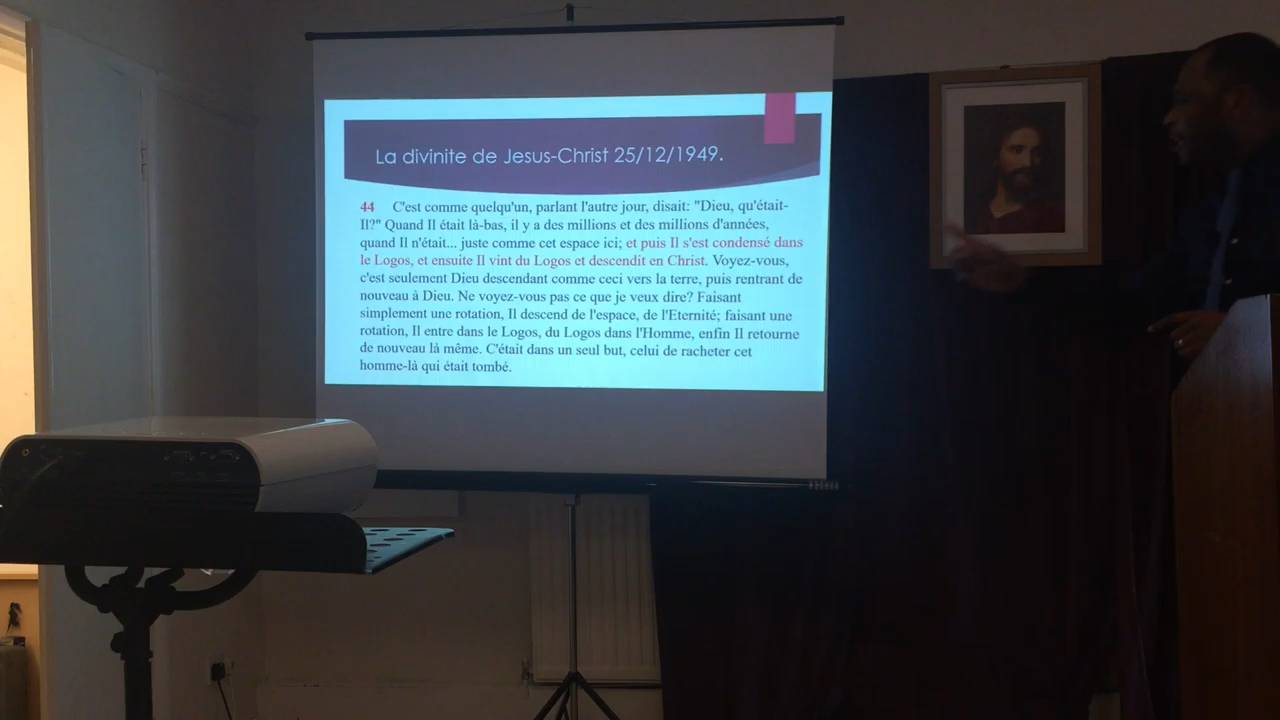 La divinite de Jesus-Christ 25/12/1949.
44 C'est comme quelqu'un, parlant l'autre jour, disait: "Dieu, qu'était-
Il?" Quand Il était là-bas, il y a des millions et des millions d'années,
quand Il n'était... juste comme cet espace ici; et puis Il s'est condensé dans
le Logos, et ensuite Il vint du Logos et descendit en Christ. Voyez-vous,
c'est seulement Dieu descendant comme ceci vers la terre, puis rentrant de
nouveau à Dieu. Ne voyez-vous pas ce que je veux dire? Faisant
simplement une rotation, Il descend de l'espace, de l'Eternité; faisant une
rotation, Il entre dans le Logos, du Logos dans l'Homme, enfin Il retourne
de nouveau là même. C'était dans un seul but, celui de racheter cet
homme-là qui était tombé.